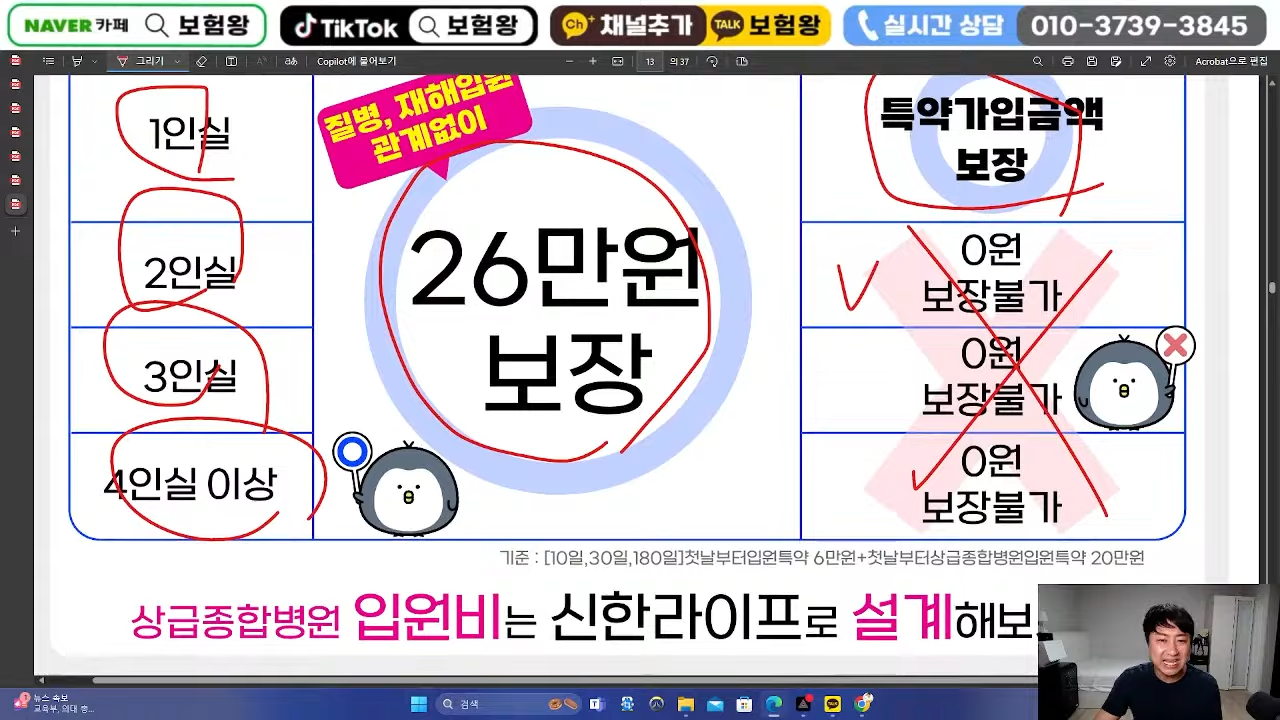 NAVER 카페 보험왕
TikTok 보험왕
Ch+ 채널추가 TALK 보험왕
실시간 상담 010-3739-3845
그리기
Copilot에 물어보기
13 의 37
Acrobat으로 편집
1인실
2인실
3인실
4인실 이상
질병, 재해입원
관계없이
26만원
보장
특약가입금액
보장
0원
보장불가
0원
보장불가
0원
보장불가
기준 : [10일,30일,180일]첫날부터입원특약 6만원+첫날부터상급종합병원입원특약 20만원
상급종합병원 입원비는 신한라이프로 설계해보
뉴스 속보
교육부, 의대 증...
검색